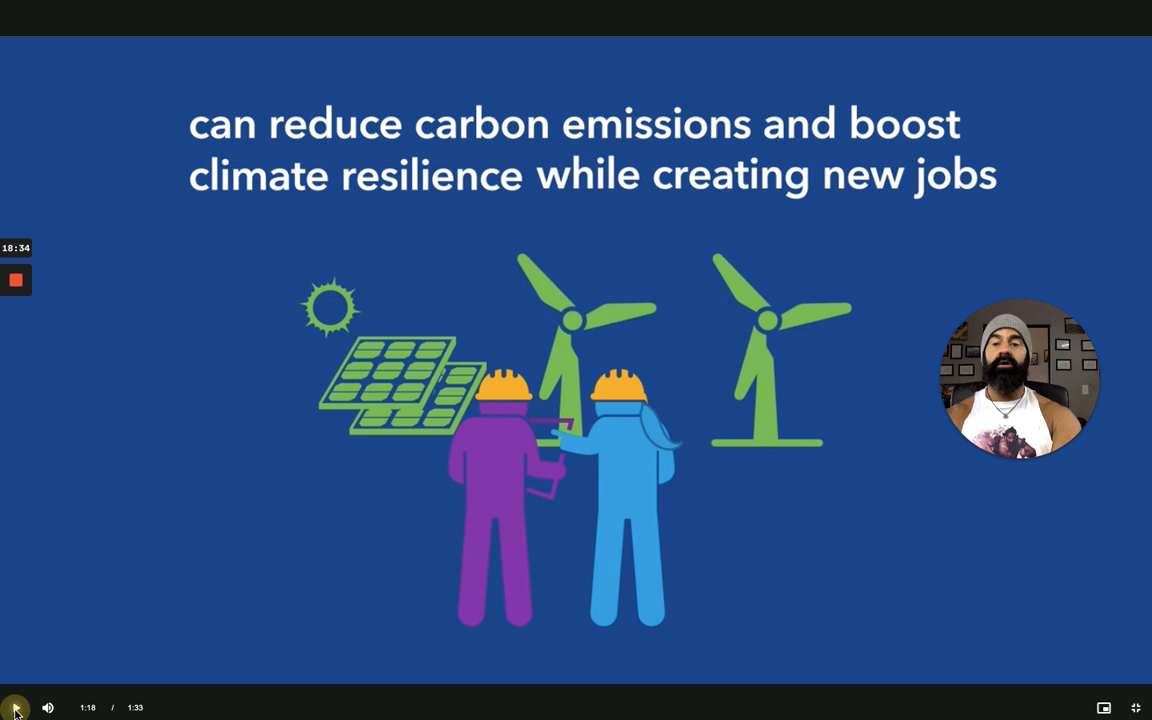 can reduce carbon emissions and boost
climate resilience while creating new jobs
18:34
1:18 / 1:33